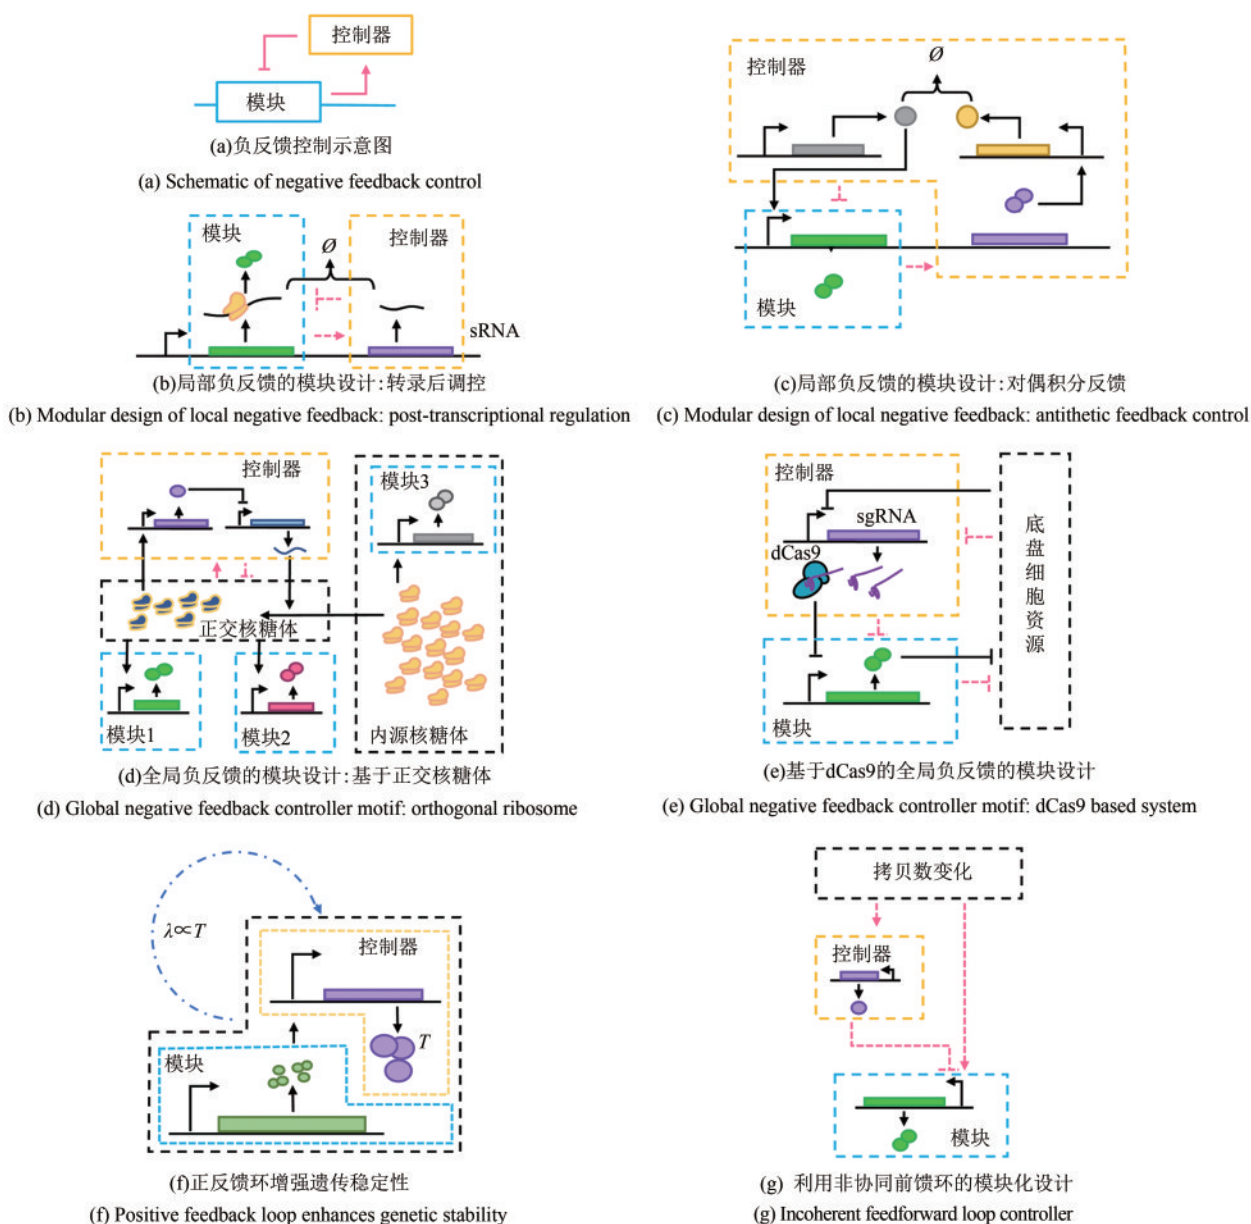 控制器
模块
(a)负反馈控制示意图
(a) Schematic of negative feedback control
模块
控制器
Ø
sRNA
(b)局部负反馈的模块设计:转录后调控
(b) Modular design of local negative feedback: post-transcriptional regulation
控制器
Ø
模块
(c)局部负反馈的模块设计:对偶积分反馈
(c) Modular design of local negative feedback: antithetic feedback control
控制器
模块3
正交核糖体
模块1
模块2
内源核糖体
(d)全局负反馈的模块设计:基于正交核糖体
(d) Global negative feedback controller motif: orthogonal ribosome
控制器
sgRNA
dCas9
底盘细胞资源
模块
(e)基于dCas9的全局负反馈的模块设计
(e) Global negative feedback controller motif: dCas9 based system
λ∝T
控制器
T
模块
(f)正反馈环增强遗传稳定性
(f) Positive feedback loop enhances genetic stability
拷贝数变化
控制器
模块
(g) 利用非协同前馈环的模块化设计
(g) Incoherent feedforward loop controller